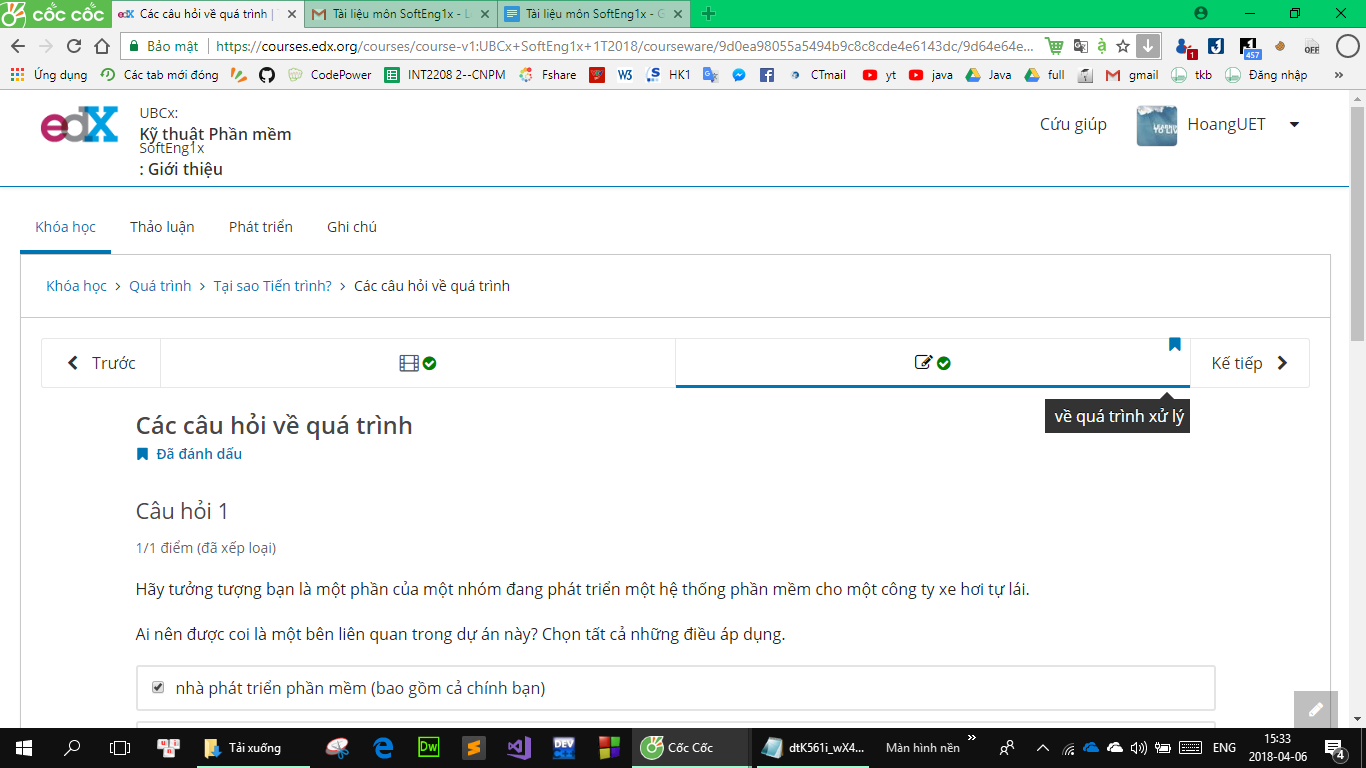 cốc cốc
edX Các câu hỏi về quá trình |
Tài liệu môn SoftEng1x - L
Tài liệu môn SoftEng1x - G
Bảo mật
https://courses.edx.org/courses/course-v1:UBCx+SoftEng1x+1T2018/courseware/9d0ea98055a5494b9c8c8cde4e6143dc/9d64e64e...
1
457
OFF
Ứng dụng
Các tab mới đóng
CodePower
INT2208 2--CNPM
Fshare
HK1
CTmail
yt
java
Java
full
gmail
tkb
Đăng nhập
»
edX
UBCx:
Kỹ thuật Phần mềm
SoftEng1x
: Giới thiệu
Cứu giúp
HoangUET
Khóa học
Thảo luận
Phát triển
Ghi chú
Khóa học > Quá trình > Tại sao Tiến trình? > Các câu hỏi về quá trình
Trước
Kế tiếp
về quá trình xử lý
Các câu hỏi về quá trình
Đã đánh dấu
Câu hỏi 1
1/1 điểm (đã xếp loại)
Hãy tưởng tượng bạn là một phần của một nhóm đang phát triển một hệ thống phần mềm cho một công ty xe hơi tự lái.
Ai nên được coi là một bên liên quan trong dự án này? Chọn tất cả những điều áp dụng.
nhà phát triển phần mềm (bao gồm cả chính bạn)
Tải xuống
Dw
DEV
Cốc Cốc
dtK561i_wX4...
Màn hình nền
»
ENG
15:33
2018-04-06
4